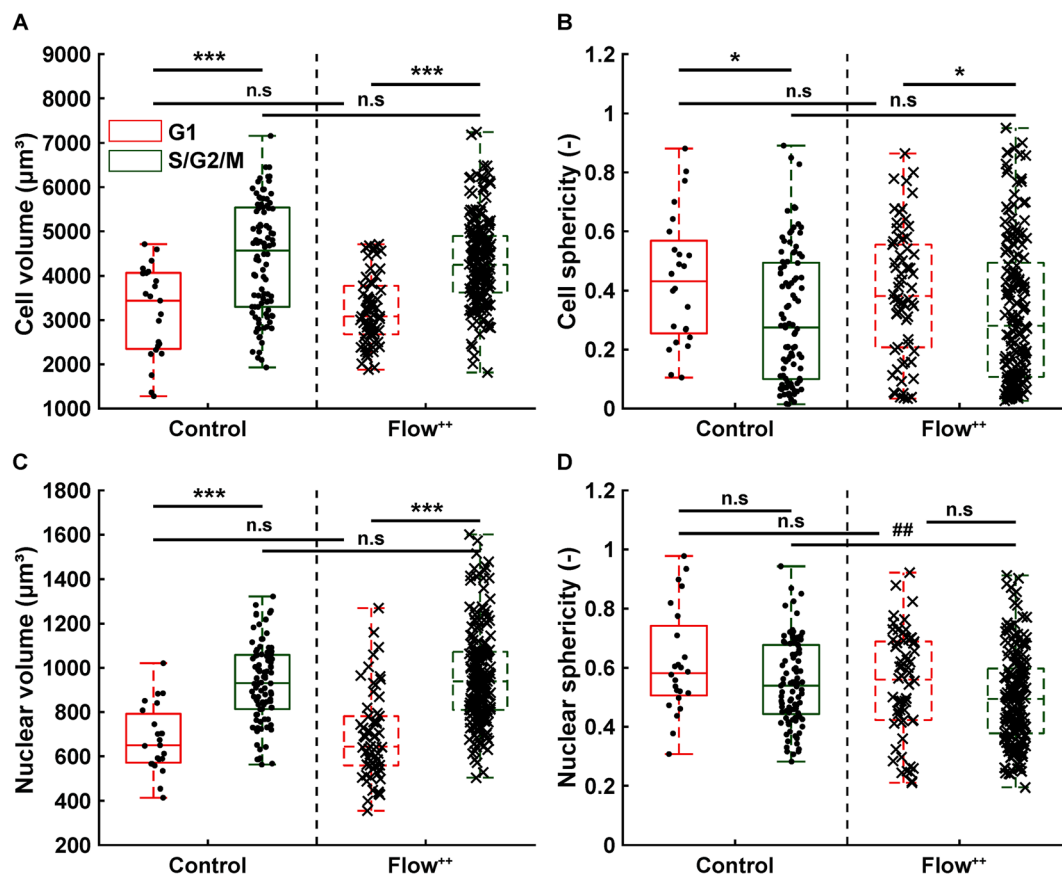 A
Cell volume (µm³)
9000
8000
7000
6000
5000
4000
3000
2000
1000
***
***
n.s
n.s
G1
S/G2/M
Control
Flow⁺⁺
B
Cell sphericity (-)
1.2
1
0.8
0.6
0.4
0.2
0
*
*
n.s
n.s
Control
Flow⁺⁺
C
Nuclear volume (µm³)
1800
1600
1400
1200
1000
800
600
400
200
***
***
n.s
n.s
Control
Flow⁺⁺
D
Nuclear sphericity (-)
1.2
1
0.8
0.6
0.4
0.2
0
n.s
n.s
n.s
##
Control
Flow⁺⁺